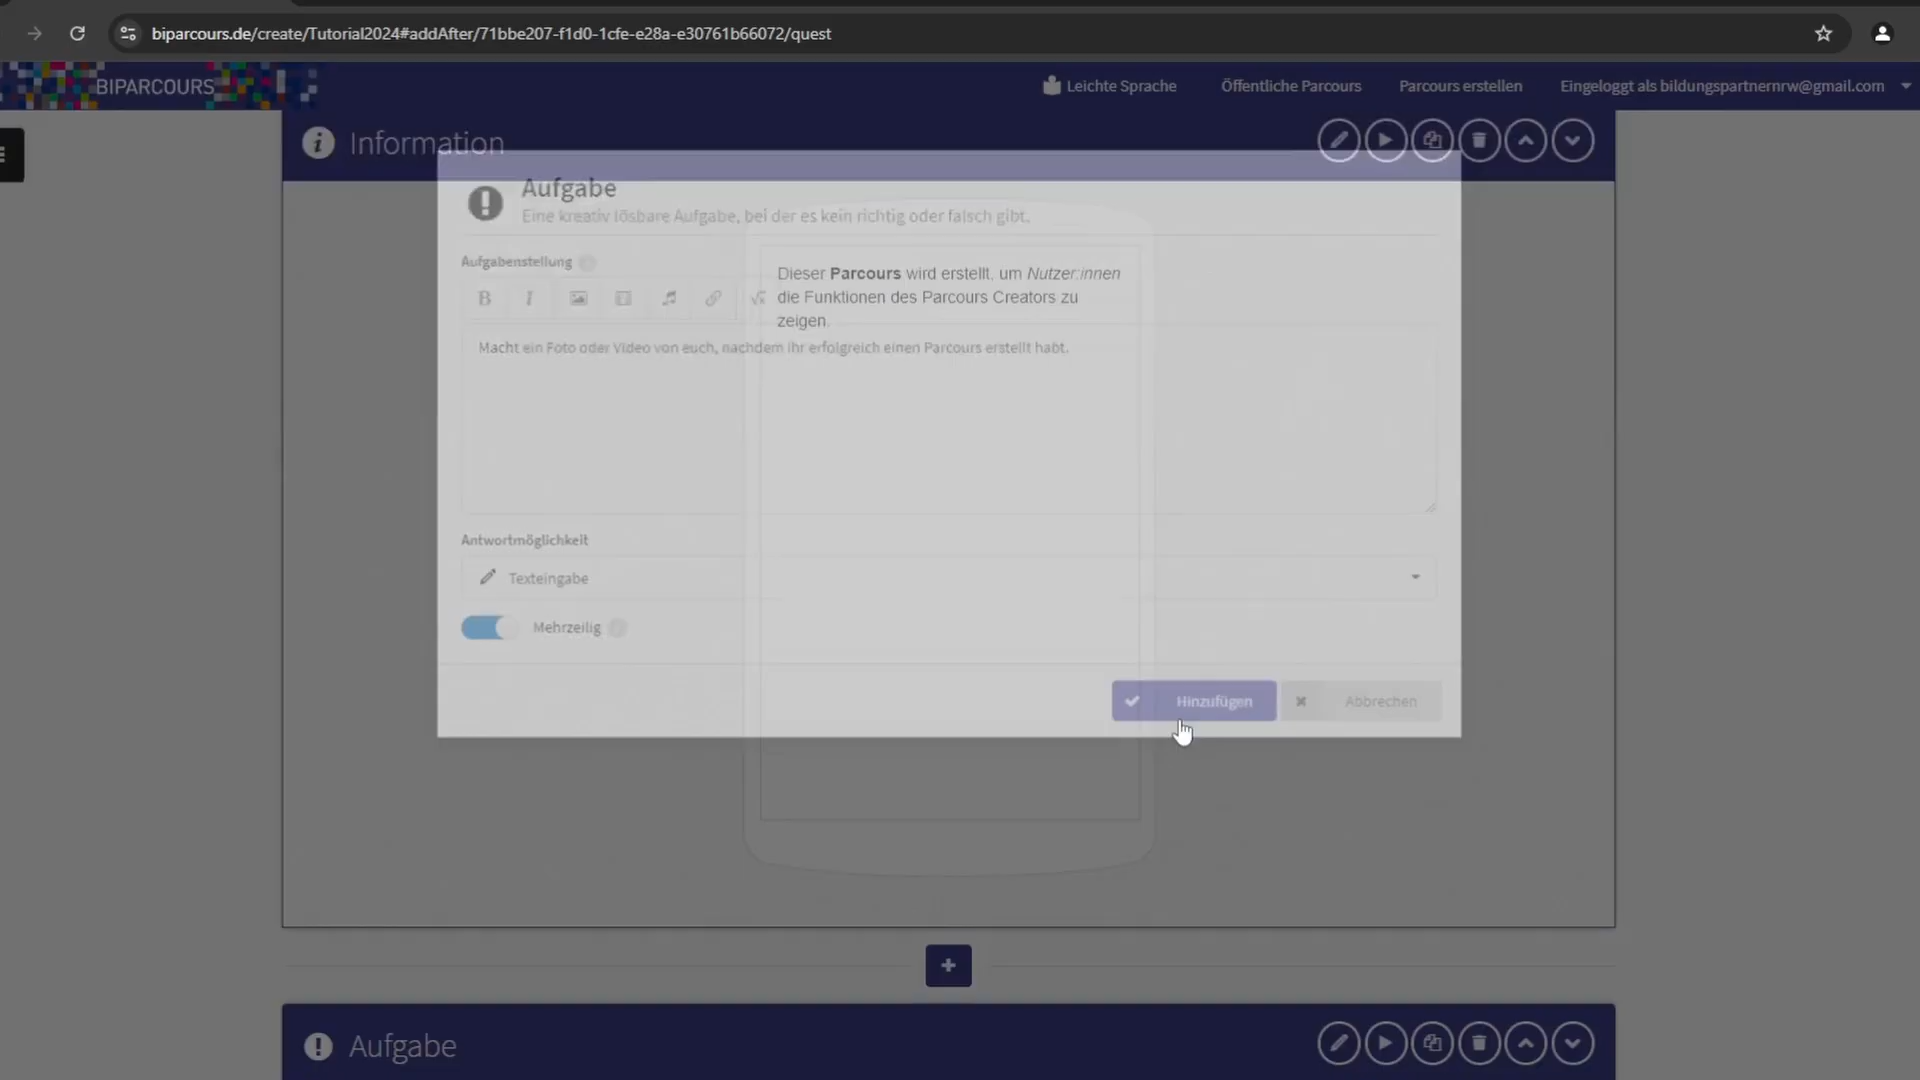 biparcours.de/create/Tutorial2024#addAfter/71bbe207-f1d0-1cfe-e28a-e30761b66072/quest
BIPARCOURS
Leichte Sprache
Öffentliche Parcours
Parcours erstellen
Eingeloggt als bildungspartnernrw@gmail.com
Information
Aufgabe
Eine kreativ lösbare Aufgabe, bei der es kein richtig oder falsch gibt.
Aufgabenstellung
B I
Dieser Parcours wird erstellt, um Nutzer:innen
die Funktionen des Parcours Creators zu
zeigen.
Macht ein Foto oder Video von euch, nachdem ihr erfolgreich einen Parcours erstellt habt.
Antwortmöglichkeit
Texteingabe
Mehrzeilig
Hinzufügen
Abbrechen
Aufgabe